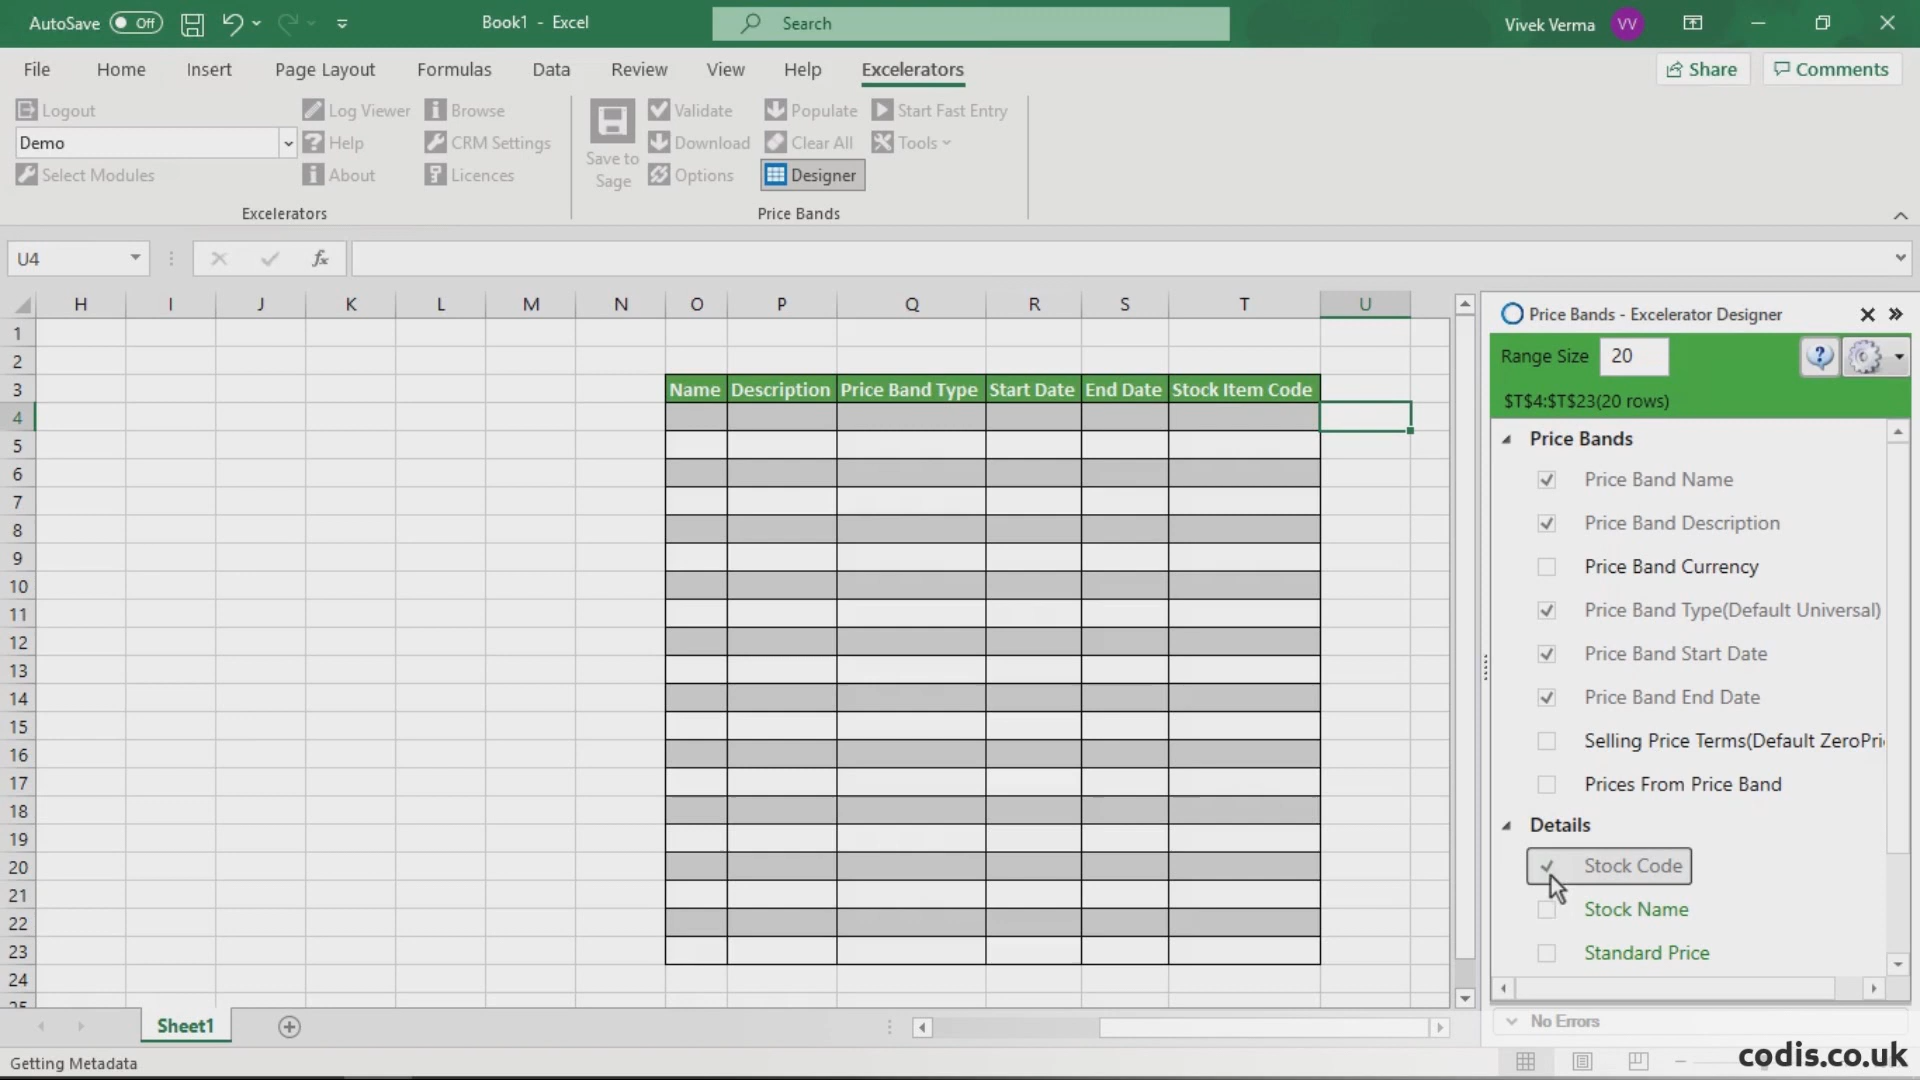 AutoSave Off
Book1 - Excel
Search
Vivek Verma VV
File Home Insert Page Layout Formulas Data Review View Help Excelerators Share Comments
Logout Log Viewer Browse Validate Populate Start Fast Entry
Demo Help CRM Settings Download Clear All Tools
Select Modules About Licences Save to Sage Options Designer
Excelerators Price Bands
U4 fx
H I J K L M N O P Q R S T U
Price Bands - Excelerator Designer
Range Size 20
$T$4:$T$23(20 rows)
1
2
3 Name Description Price Band Type Start Date End Date Stock Item Code
4
5
6
7
8
9
10
11
12
13
14
15
16
17
18
19
20
21
22
23
24
25
Price Bands
Price Band Name
Price Band Description
Price Band Currency
Price Band Type(Default Universal)
Price Band Start Date
Price Band End Date
Selling Price Terms(Default ZeroPri
Prices From Price Band
Details
Stock Code
Stock Name
Standard Price
No Errors
Sheet1
Getting Metadata
codis.co.uk